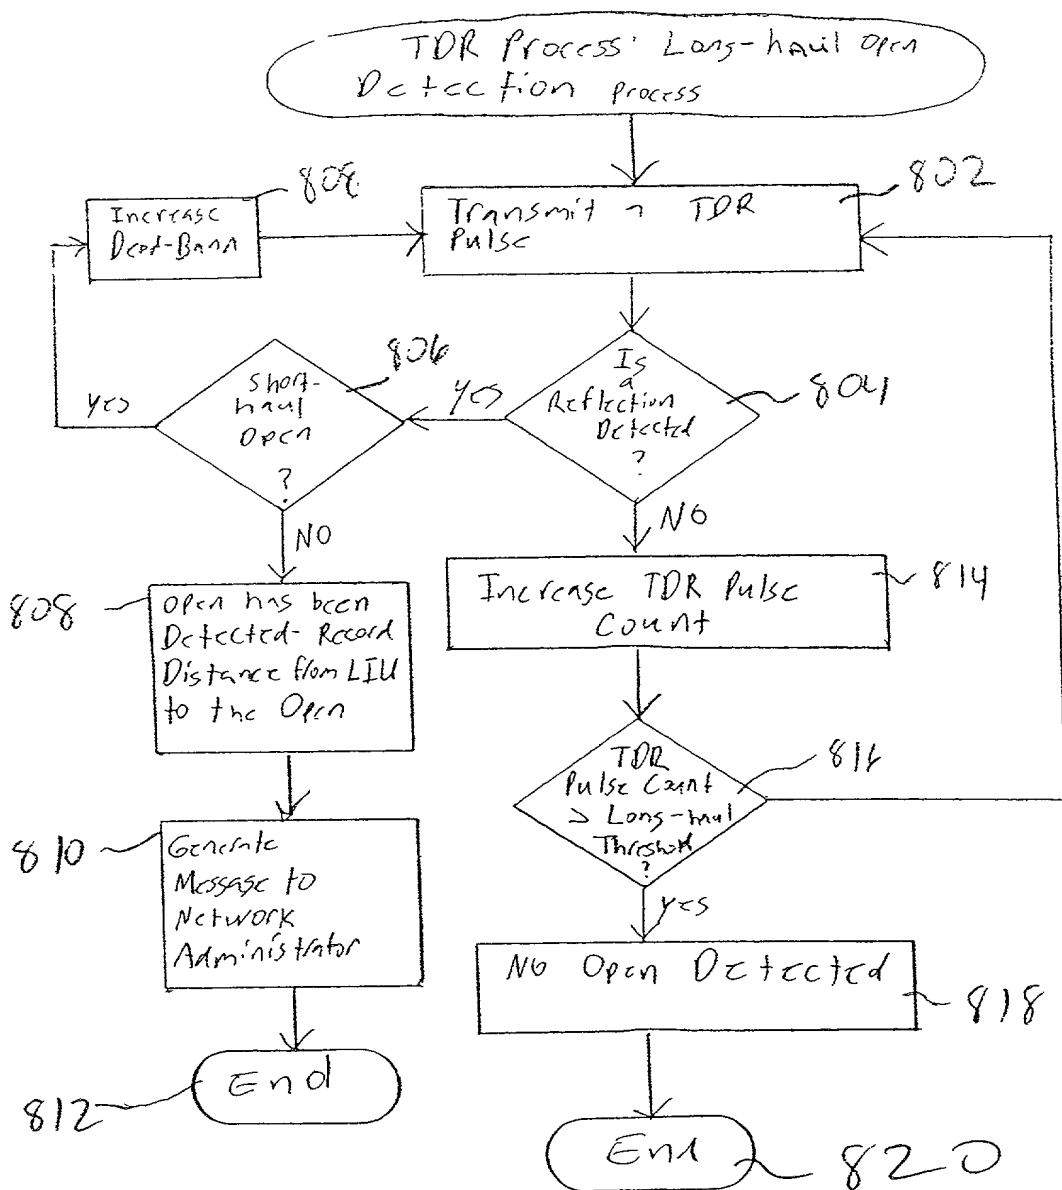 TDR Process: Long-haul Open
Detection process
808
Increase
Dead-Band
802
Transmit a TDR
Pulse
806
Short-
haul
Open
?
Yes
Yes
Is
a
Reflection
Detected
?
804
NO
NO
808
Open has been
Detected-Record
Distance from LIU
to the Open
Increase TDR Pulse
Count
814
TDR
Pulse Count
> Long-haul
Threshold
?
816
810
Generate
Message to
Network
Administrator
Yes
No Open Detected
818
812
End
End
820